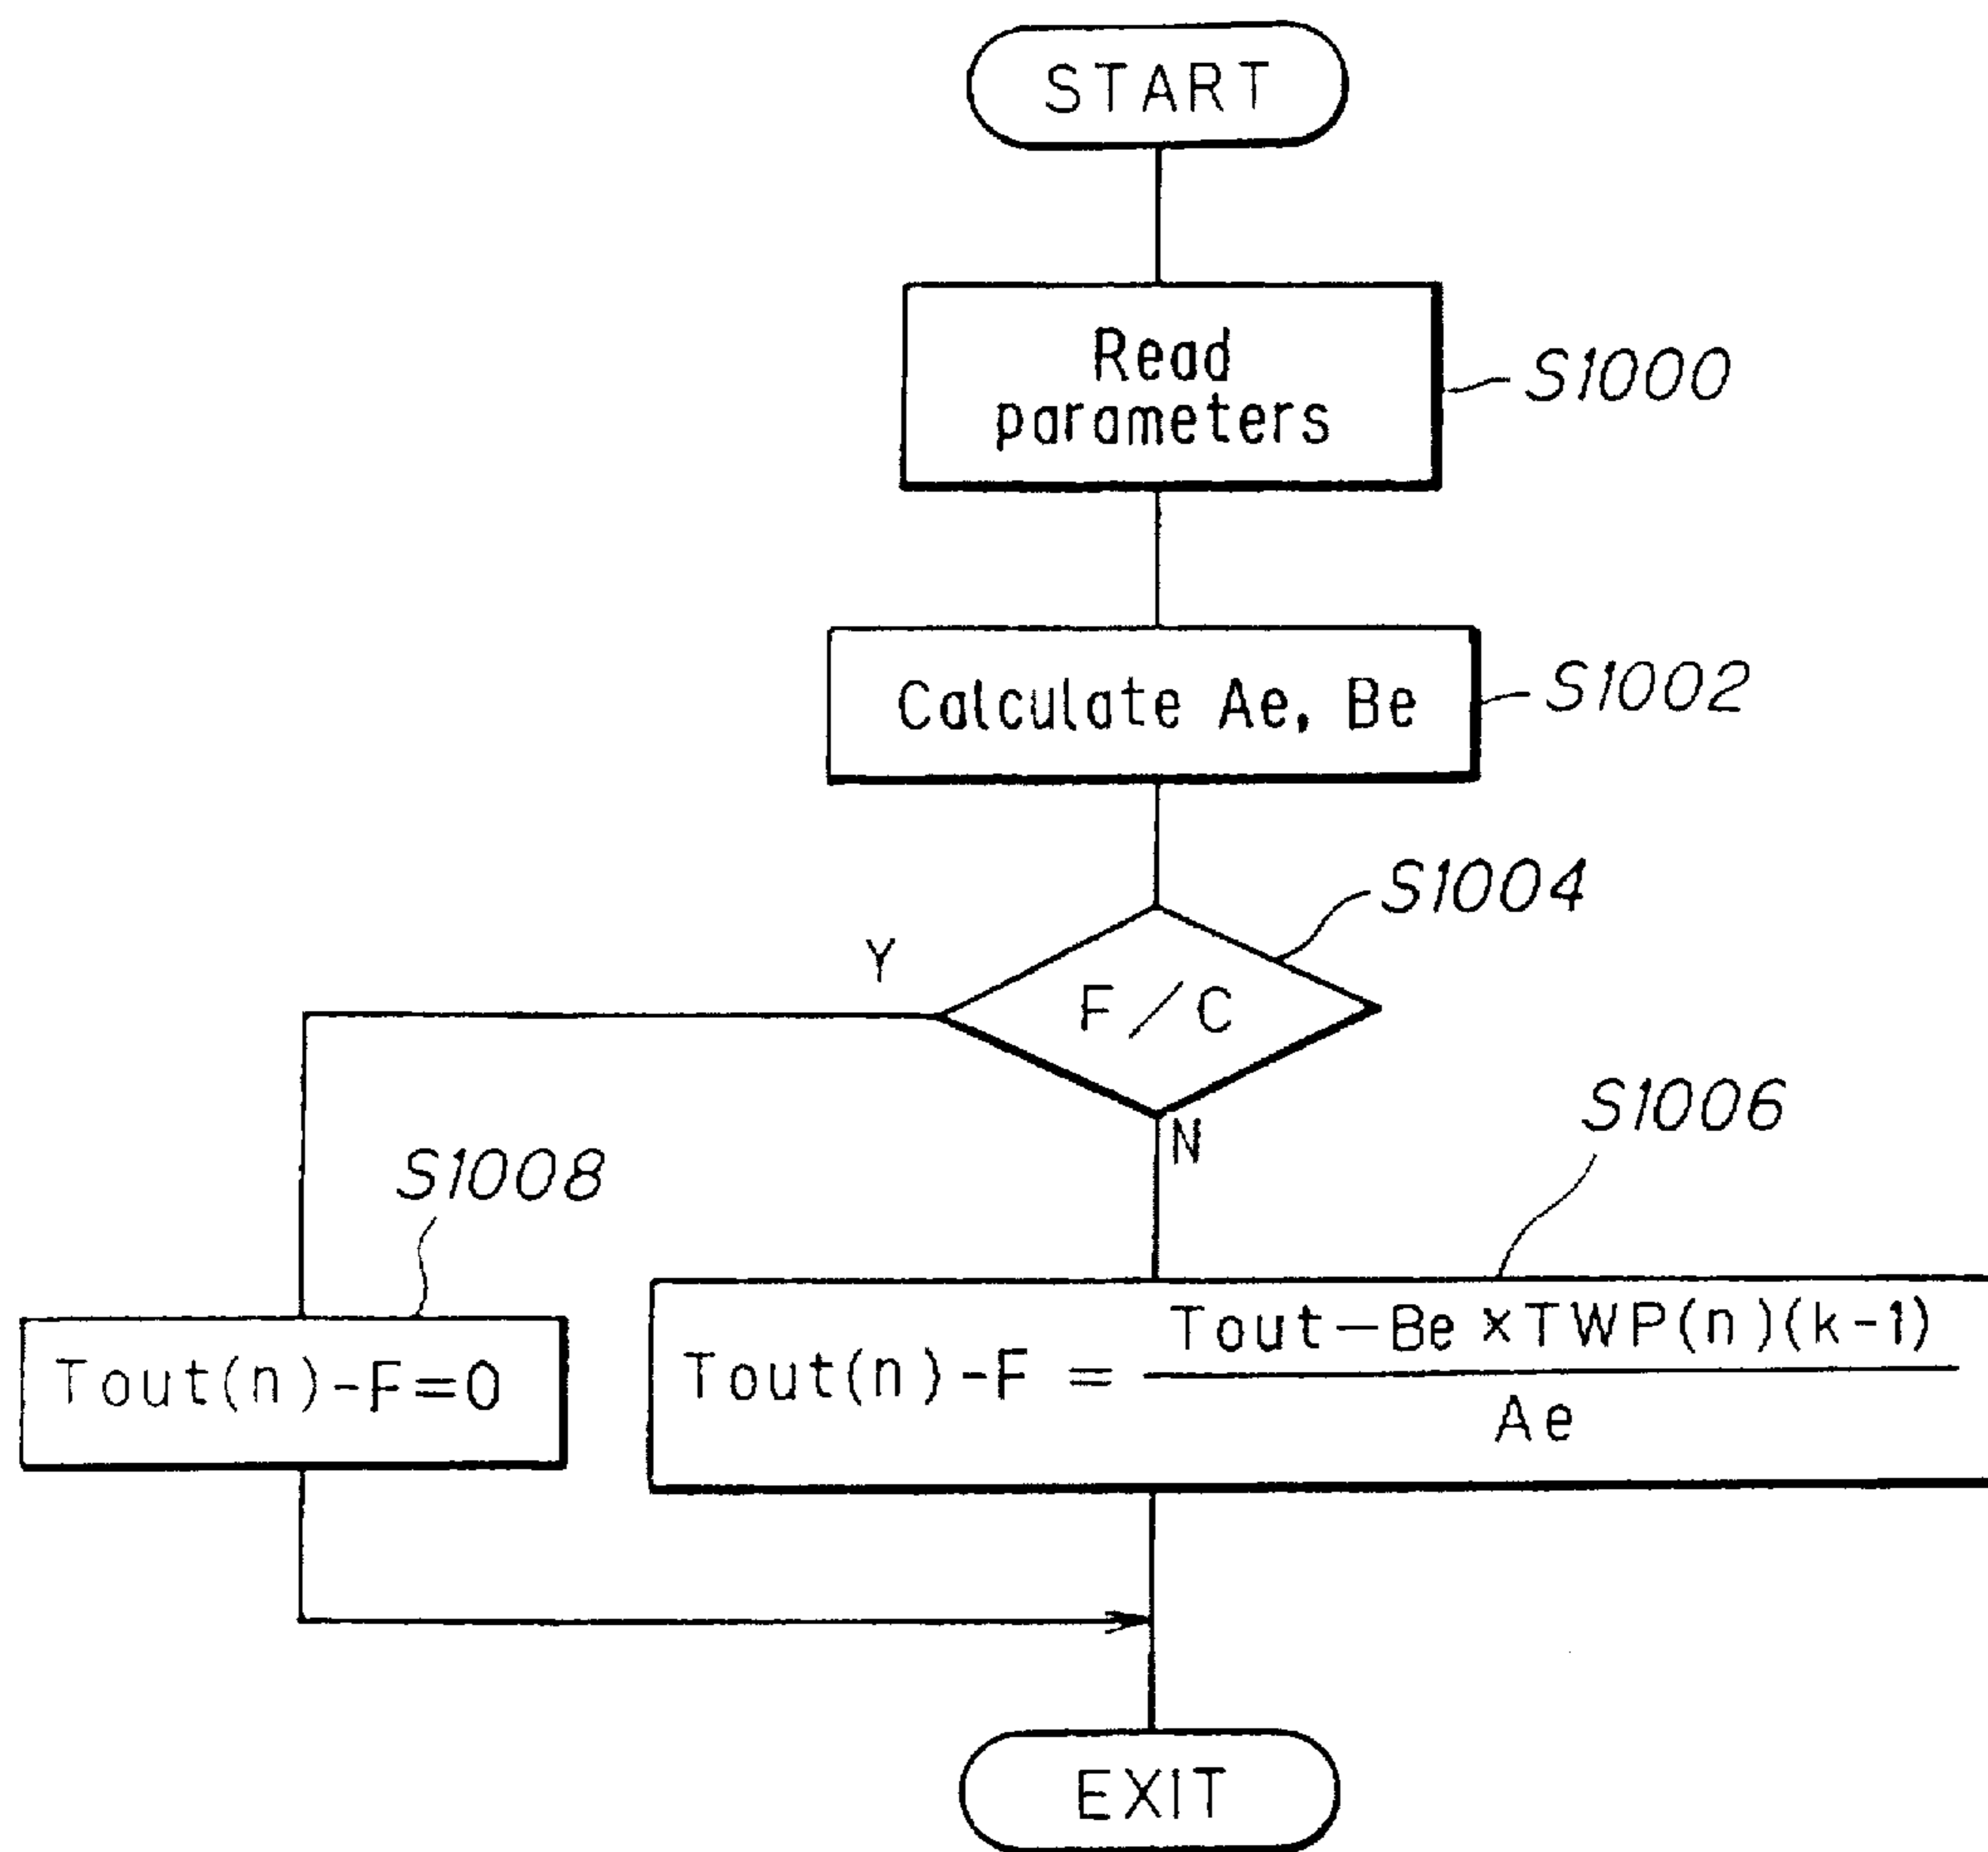 START
Read
parameters
S1000
Calculate Ae, Be
S1002
S1004
Y
F/C
N
S1006
S1008
Tout(n)-F=0
Tout(n)-F = Tout-Be×TWP(n)(k-1)
Ae
EXIT